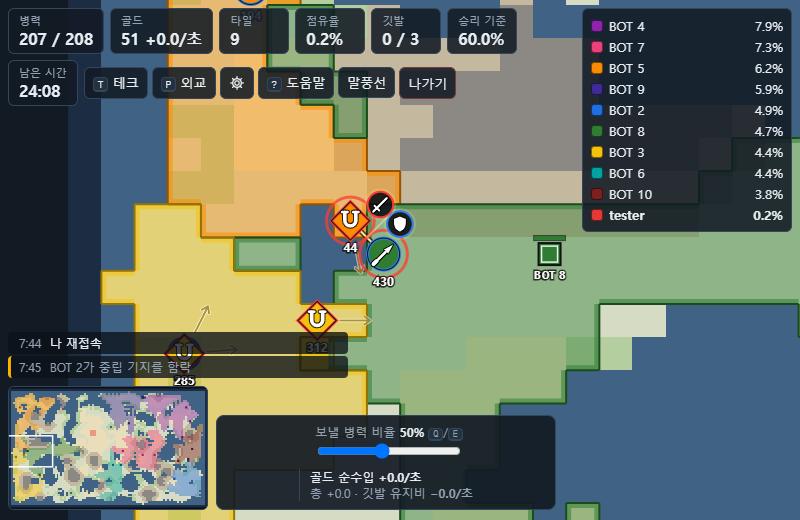 병력
207 / 208
골드
51 +0.0/초
타일
9
점유율
0.2%
깃발
0 / 3
승리 기준
60.0%
남은 시간
24:08
T 테크
P 외교
? 도움말
말풍선
나가기
BOT 4 7.9%
BOT 7 7.3%
BOT 5 6.2%
BOT 9 5.9%
BOT 2 4.9%
BOT 8 4.7%
BOT 3 4.4%
BOT 6 4.4%
BOT 10 3.8%
tester 0.2%
U
44
430
BOT 8
U
312
U
285
7:44 나 재접속
7:45 BOT 2가 중립 기지를 함락
보낼 병력 비율 50% Q/E
골드 순수입 +0.0/초
총 +0.0 · 깃발 유지비 −0.0/초